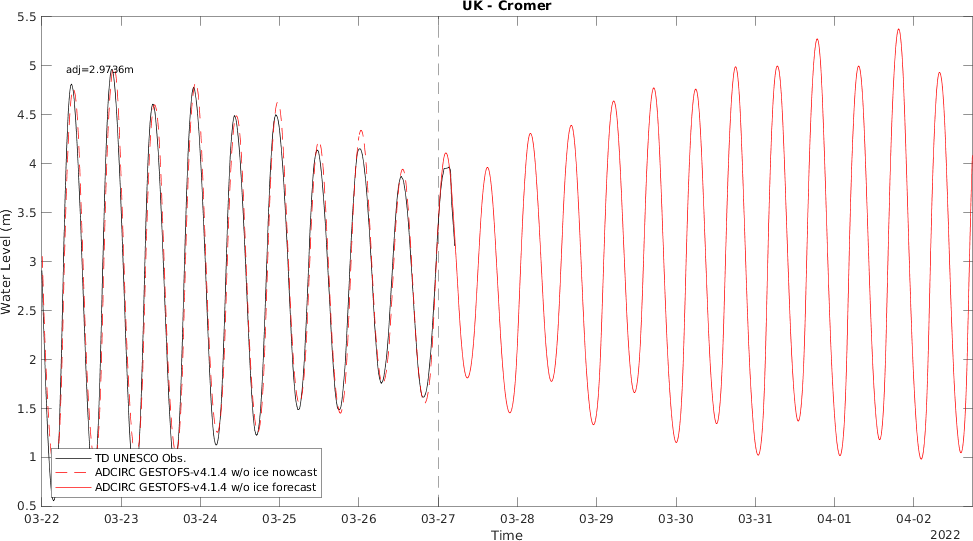 UK - Cromer
5.5
5
4.5
4
3.5
3
2.5
2
1.5
1
0.5
Water Level (m)
adj=2.9736m
TD UNESCO Obs.
ADCIRC GESTOFS-v4.1.4 w/o ice nowcast
ADCIRC GESTOFS-v4.1.4 w/o ice forecast
03-22 03-23 03-24 03-25 03-26 03-27 03-28 03-29 03-30 03-31 04-01 04-02
Time
2022